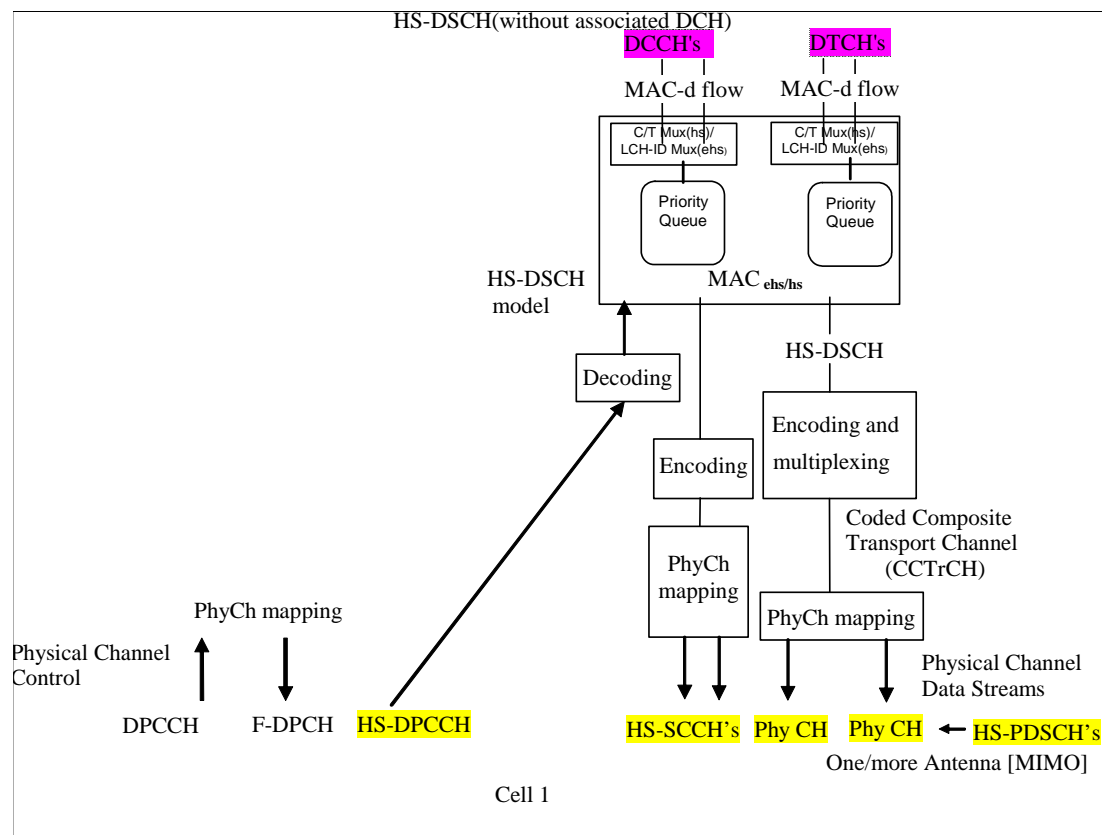 HS-DSCH(without associated DCH)
DCCH's
DTCH's
MAC-d flow
MAC-d flow
C/T Mux(hs)/
LCH-ID Mux(ehs)
C/T Mux(hs)/
LCH-ID Mux(ehs)
Priority
Queue
Priority
Queue
HS-DSCH
model
MAC ehs/hs
HS-DSCH
Decoding
Encoding and
multiplexing
Encoding
Coded Composite
Transport Channel
(CCTrCH)
PhyCh
mapping
PhyCh mapping
PhyCh mapping
Physical Channel
Control
Physical Channel
Data Streams
DPCCH
F-DPCH
HS-DPCCH
HS-SCCH’s
Phy CH
Phy CH
HS-PDSCH’s
One/more Antenna [MIMO]
Cell 1